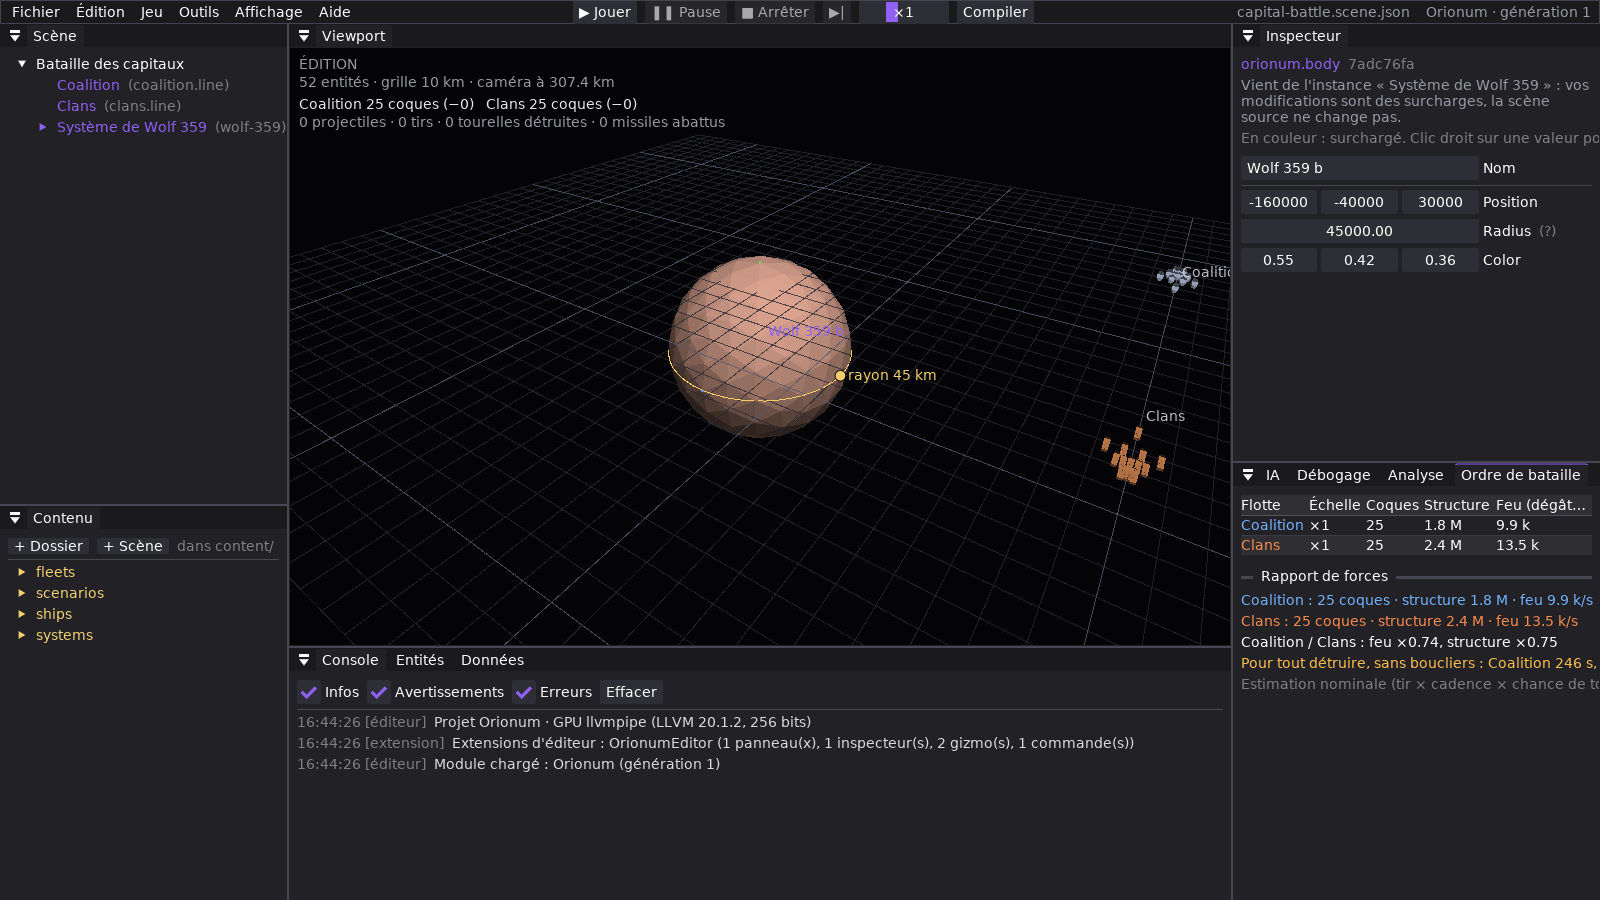 Fichier Édition Jeu Outils Affichage Aide
▶ Jouer ❚❚ Pause ■ Arrêter ▶| ×1 Compiler
capital-battle.scene.json Orionum · génération 1
Scène
Bataille des capitaux
Coalition (coalition.line)
Clans (clans.line)
Système de Wolf 359 (wolf-359)
Contenu
+ Dossier + Scène dans content/
fleets
scenarios
ships
systems
Viewport
ÉDITION
52 entités · grille 10 km · caméra à 307.4 km
Coalition 25 coques (−0) Clans 25 coques (−0)
0 projectiles · 0 tirs · 0 tourelles détruites · 0 missiles abattus
Coalitio
Wolf 359 b
rayon 45 km
Clans
Console Entités Données
Infos Avertissements Erreurs Effacer
16:44:26 [éditeur] Projet Orionum · GPU llvmpipe (LLVM 20.1.2, 256 bits)
16:44:26 [extension] Extensions d'éditeur : OrionumEditor (1 panneau(x), 1 inspecteur(s), 2 gizmo(s), 1 commande(s))
16:44:26 [éditeur] Module chargé : Orionum (génération 1)
Inspecteur
orionum.body 7adc76fa
Vient de l'instance « Système de Wolf 359 » : vos
modifications sont des surcharges, la scène
source ne change pas.
En couleur : surchargé. Clic droit sur une valeur po
Wolf 359 b Nom
-160000 -40000 30000 Position
45000.00 Radius (?)
0.55 0.42 0.36 Color
IA Débogage Analyse Ordre de bataille
Flotte Échelle Coques Structure Feu (dégât...
Coalition ×1 25 1.8 M 9.9 k
Clans ×1 25 2.4 M 13.5 k
Rapport de forces
Coalition : 25 coques · structure 1.8 M · feu 9.9 k/s
Clans : 25 coques · structure 2.4 M · feu 13.5 k/s
Coalition / Clans : feu ×0.74, structure ×0.75
Pour tout détruire, sans boucliers : Coalition 246 s,
Estimation nominale (tir × cadence × chance de to